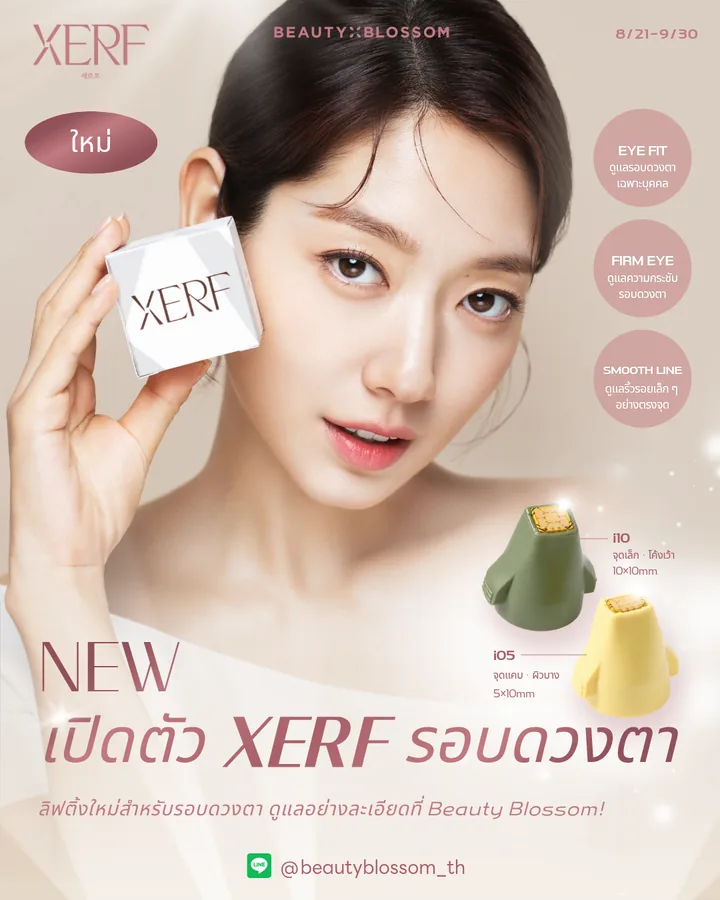 XERF
세르프
BEAUTY BLOSSOM
8/21-9/30
ใหม่
XERF
EYE FIT
ดูแลรอบดวงตา
เฉพาะบุคคล
FIRM EYE
ดูแลความกระชับ
รอบดวงตา
SMOOTH LINE
ดูแลริ้วรอยเล็ก ๆ
อย่างตรงจุด
i10
จุดเล็ก · โค้งเว้า
10×10mm
i05
จุดแคบ · ผิวบาง
5×10mm
NEW
เปิดตัว XERF รอบดวงตา
ลิฟติ้งใหม่สำหรับรอบดวงตา ดูแลอย่างละเอียดที่ Beauty Blossom!
LINE
@beautyblossom_th